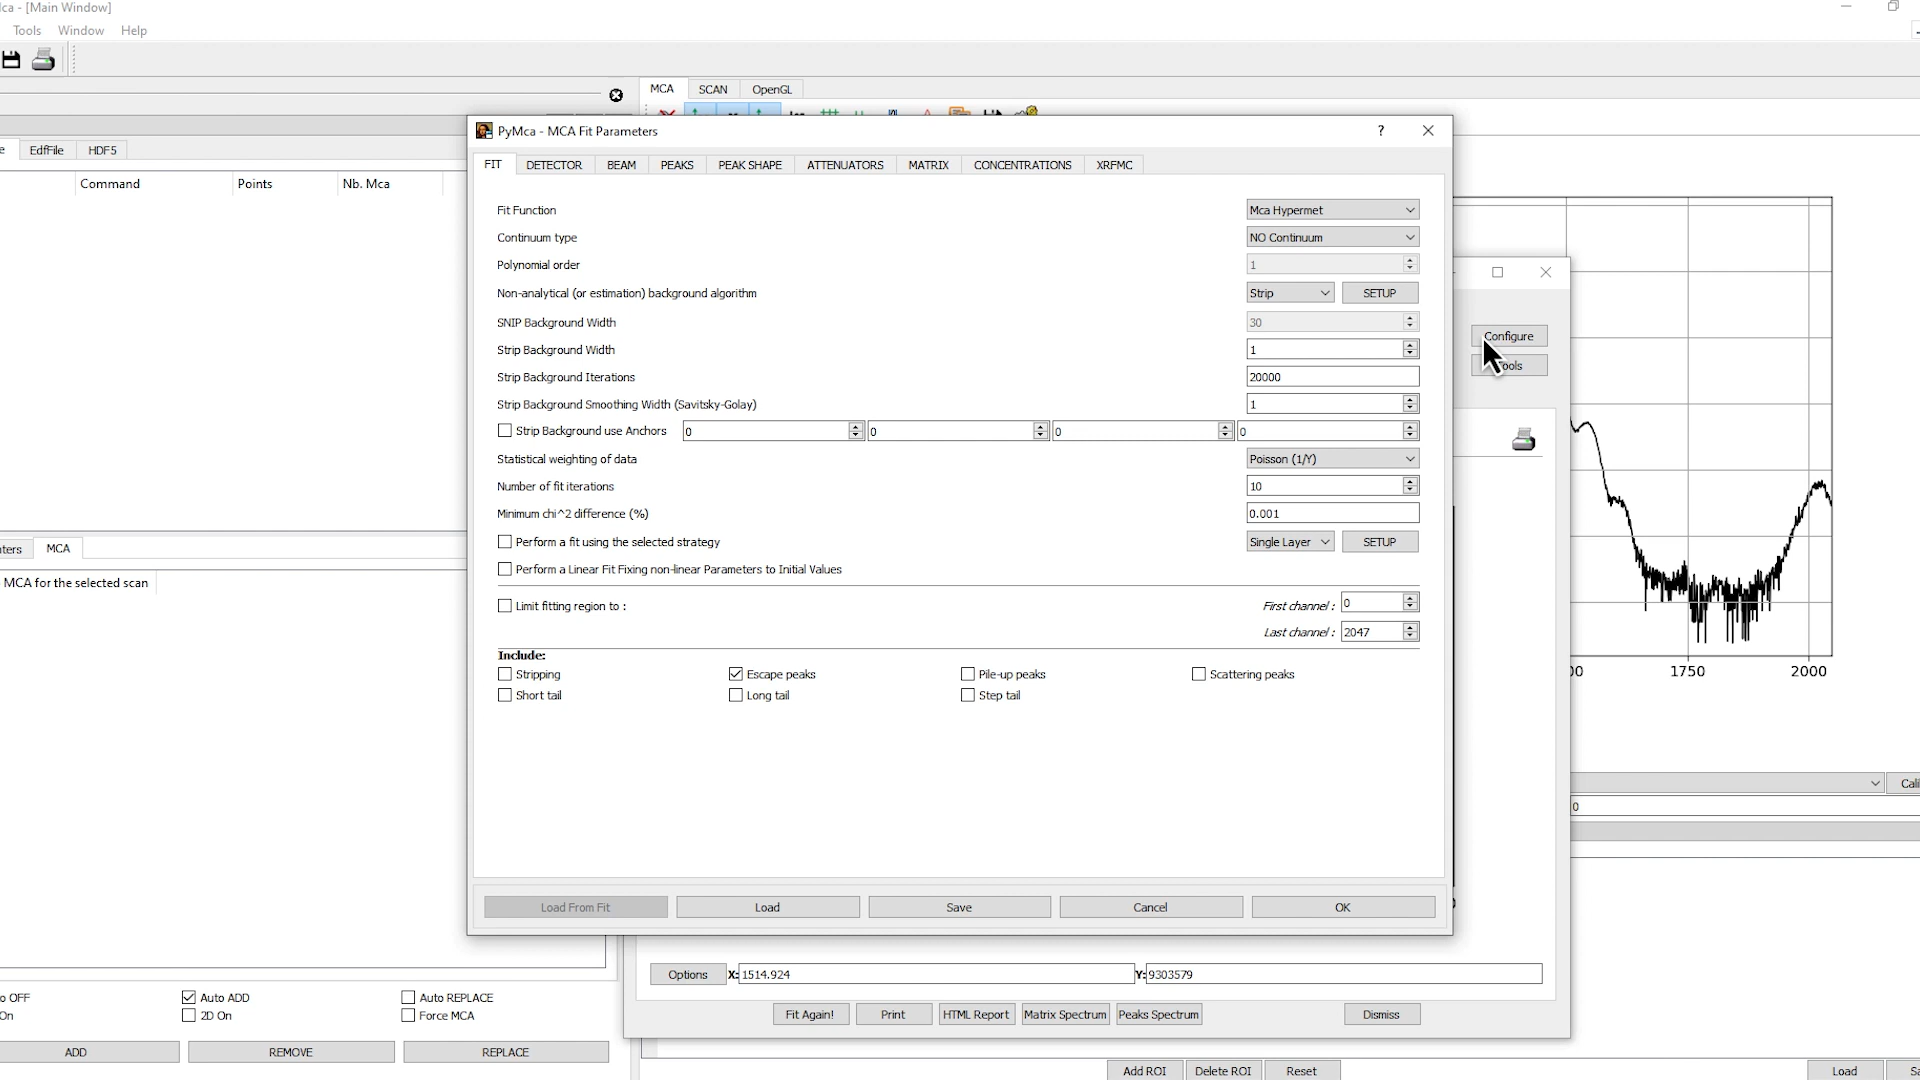 ca - [Main Window]
Tools Window Help
MCA SCAN OpenGL
PyMca - MCA Fit Parameters ?
e EdfFile HDF5
FIT DETECTOR BEAM PEAKS PEAK SHAPE ATTENUATORS MATRIX CONCENTRATIONS XRFMC
Command Points Nb. Mca
Fit Function Mca Hypermet
Continuum type NO Continuum
Polynomial order 1
Non-analytical (or estimation) background algorithm Strip SETUP
SNIP Background Width 30
Configure
Strip Background Width 1
ools
Strip Background Iterations 20000
Strip Background Smoothing Width (Savitsky-Golay) 1
Strip Background use Anchors 0 0 0 0
Statistical weighting of data Poisson (1/Y)
Number of fit iterations 10
Minimum chi^2 difference (%) 0.001
Perform a fit using the selected strategy Single Layer SETUP
nters MCA
Perform a Linear Fit Fixing non-linear Parameters to Initial Values
MCA for the selected scan
Limit fitting region to : First channel : 0
Last channel : 2047
Include:
Stripping Escape peaks Pile-up peaks Scattering peaks
Short tail Long tail Step tail
00 1750 2000
Cali
0
Load From Fit Load Save Cancel OK
Options X: 1514.924 Y: 9303579
o OFF Auto ADD Auto REPLACE
On 2D On Force MCA
Fit Again! Print HTML Report Matrix Spectrum Peaks Spectrum Dismiss
ADD REMOVE REPLACE
Add ROI Delete ROI Reset Load Sa